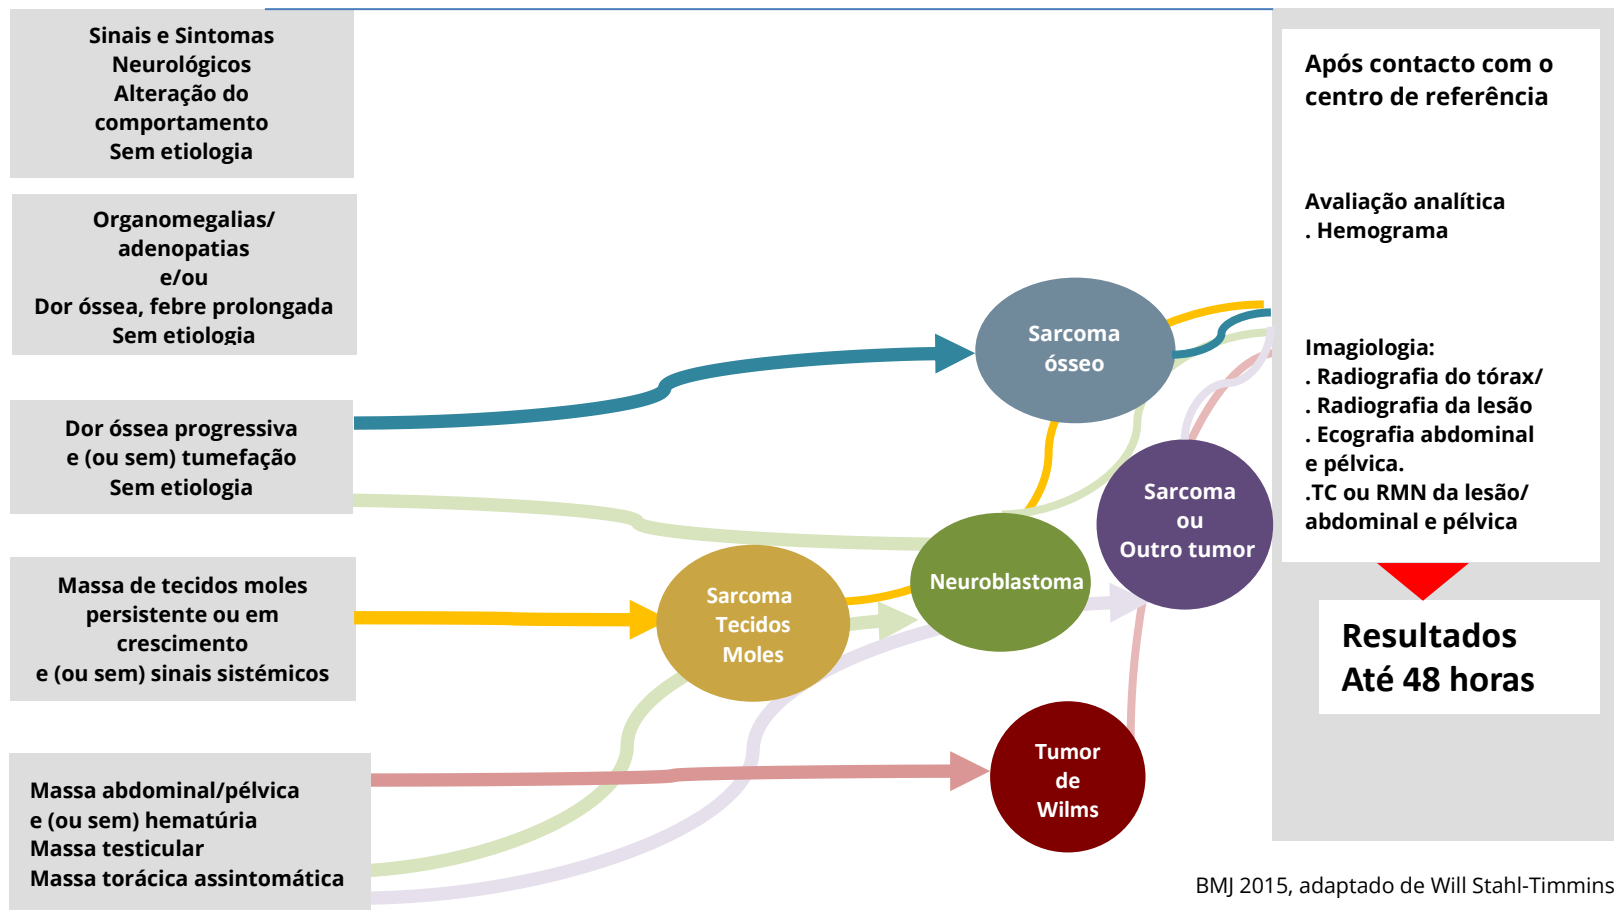 Sinais e Sintomas
Neurológicos
Alteração do
comportamento
Sem etiologia
Organomegalias/
adenopatias
e/ou
Dor óssea, febre prolongada
Sem etiologia
Dor óssea progressiva
e (ou sem) tumefação
Sem etiologia
Massa de tecidos moles
persistente ou em
crescimento
e (ou sem) sinais sistémicos
Massa abdominal/pélvica
e (ou sem) hematúria
Massa testicular
Massa torácica assintomática
Sarcoma
Tecidos
Moles
Neuroblastoma
Sarcoma
ósseo
Sarcoma
ou
Outro tumor
Tumor
de
Wilms
Após contacto com o
centro de referência
Avaliação analítica
. Hemograma
Imagiologia:
. Radiografia do tórax/
. Radiografia da lesão
. Ecografia abdominal
e pélvica.
.TC ou RMN da lesão/
abdominal e pélvica
Resultados
Até 48 horas
BMJ 2015, adaptado de Will Stahl-Timmins